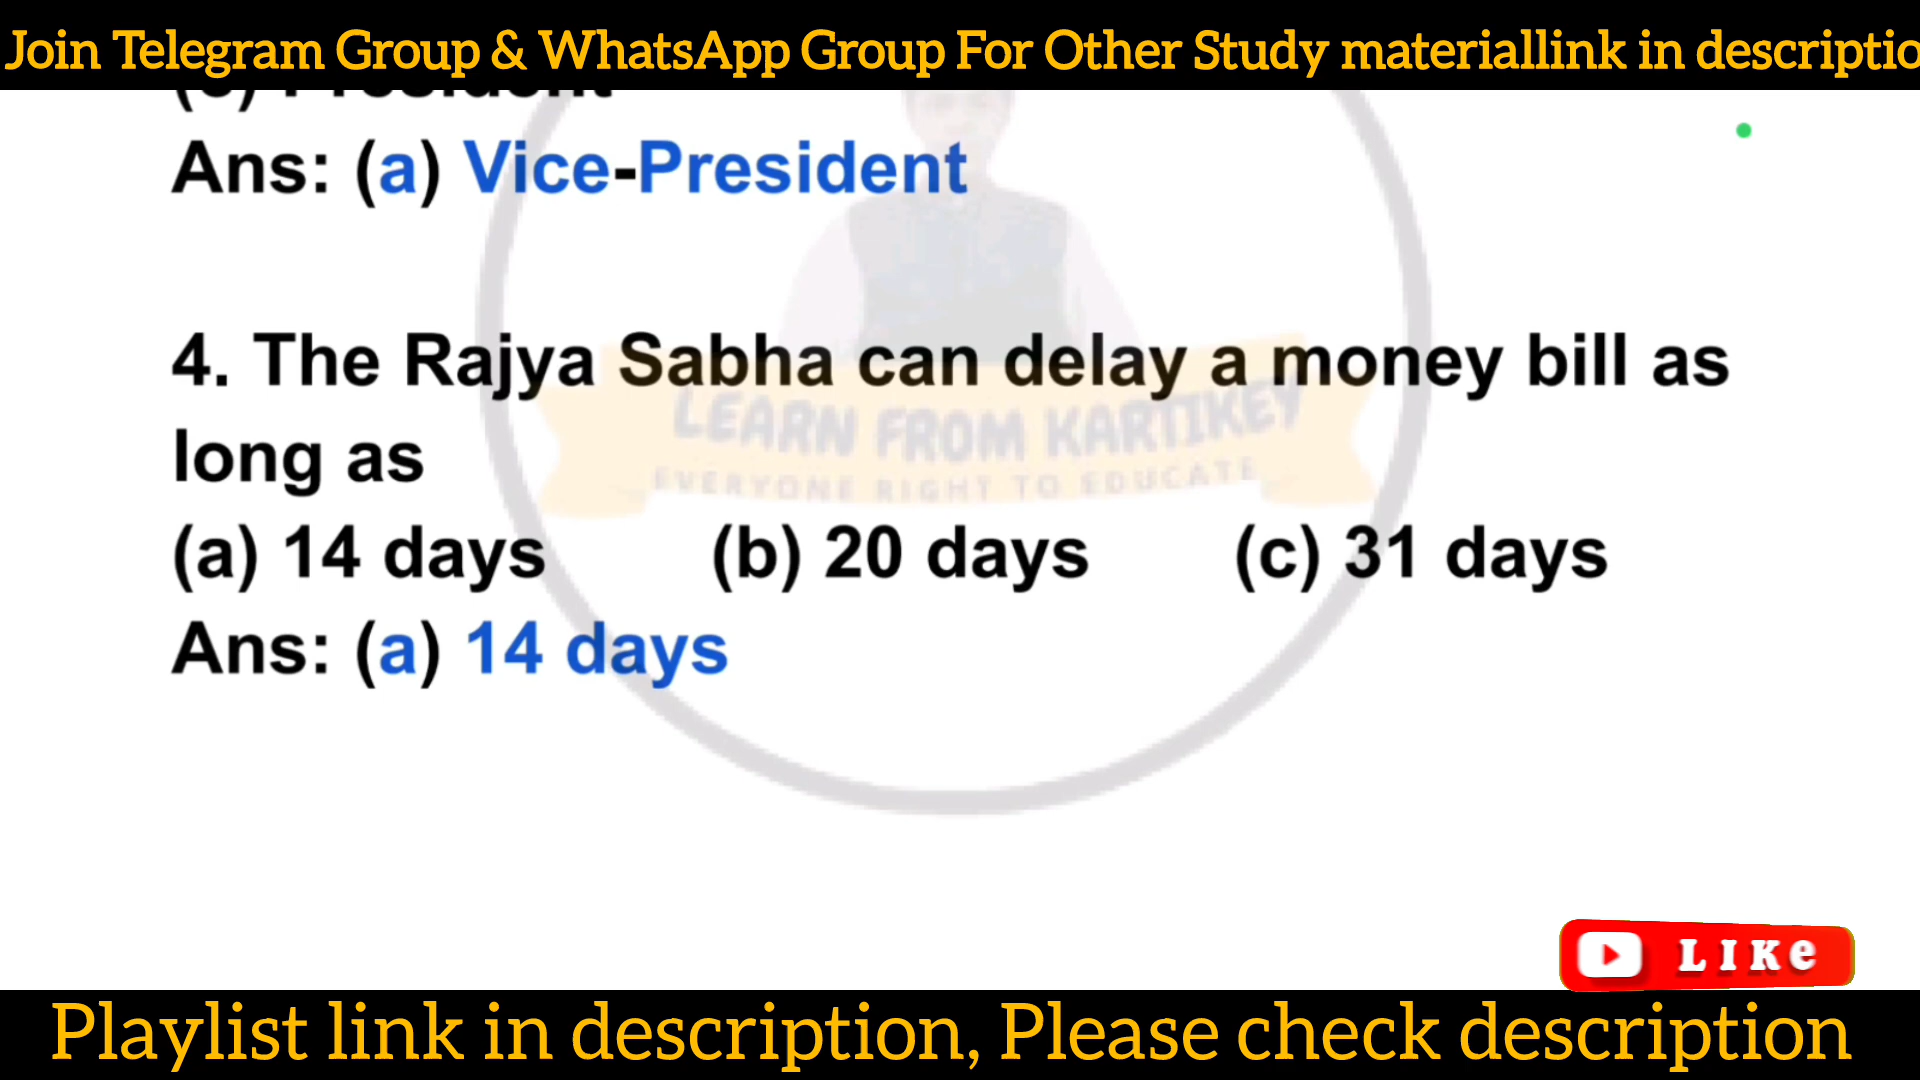 Join Telegram Group & WhatsApp Group For Other Study materiallink in descriptio
(c) President
Ans: (a) Vice-President
4. The Rajya Sabha can delay a money bill as
long as
LEARN FROM KARTIKEY
EVERYONE RIGHT TO EDUCATE
(a) 14 days (b) 20 days (c) 31 days
Ans: (a) 14 days
LIKe
Playlist link in description, Please check description